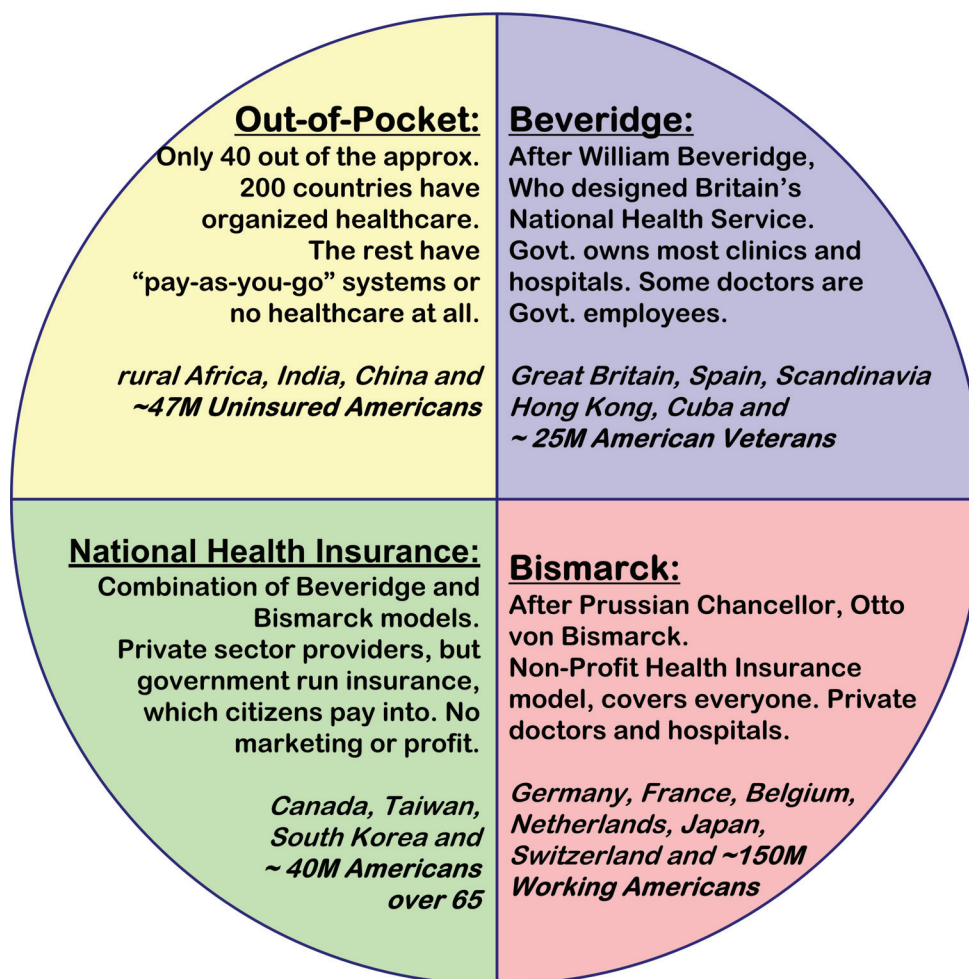 Out-of-Pocket:
Only 40 out of the approx.
200 countries have
organized healthcare.
The rest have
“pay-as-you-go” systems or
no healthcare at all.
rural Africa, India, China and
~47M Uninsured Americans
Beveridge:
After William Beveridge,
Who designed Britain’s
National Health Service.
Govt. owns most clinics and
hospitals. Some doctors are
Govt. employees.
Great Britain, Spain, Scandinavia
Hong Kong, Cuba and
~ 25M American Veterans
National Health Insurance:
Combination of Beveridge and
Bismarck models.
Private sector providers, but
government run insurance,
which citizens pay into. No
marketing or profit.
Canada, Taiwan,
South Korea and
~ 40M Americans
over 65
Bismarck:
After Prussian Chancellor, Otto
von Bismarck.
Non-Profit Health Insurance
model, covers everyone. Private
doctors and hospitals.
Germany, France, Belgium,
Netherlands, Japan,
Switzerland and ~150M
Working Americans